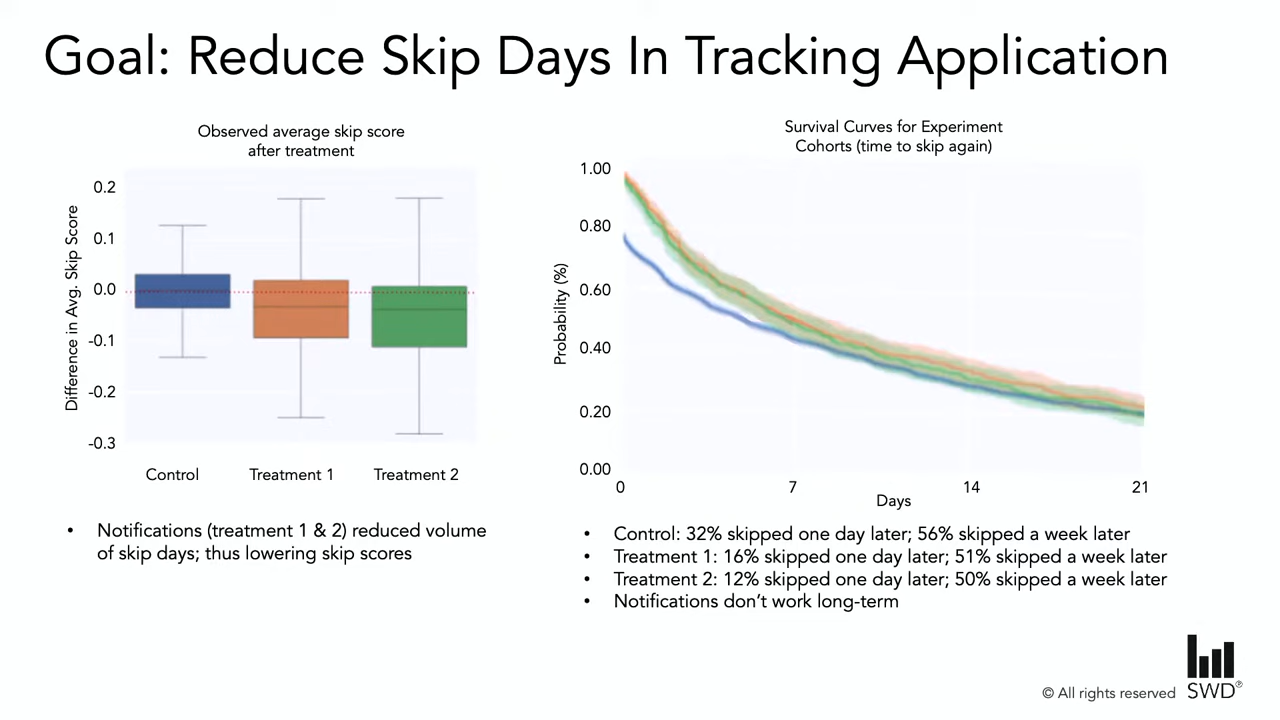 Goal: Reduce Skip Days In Tracking Application
Observed average skip score
after treatment
Difference in Avg. Skip Score
0.2
0.1
0.0
-0.1
-0.2
-0.3
Control
Treatment 1
Treatment 2
• Notifications (treatment 1 & 2) reduced volume
of skip days; thus lowering skip scores
Survival Curves for Experiment
Cohorts (time to skip again)
Probability (%)
1.00
0.80
0.60
0.40
0.20
0.00
0
7
14
21
Days
• Control: 32% skipped one day later; 56% skipped a week later
• Treatment 1: 16% skipped one day later; 51% skipped a week later
• Treatment 2: 12% skipped one day later; 50% skipped a week later
• Notifications don’t work long-term
© All rights reserved
SWD®